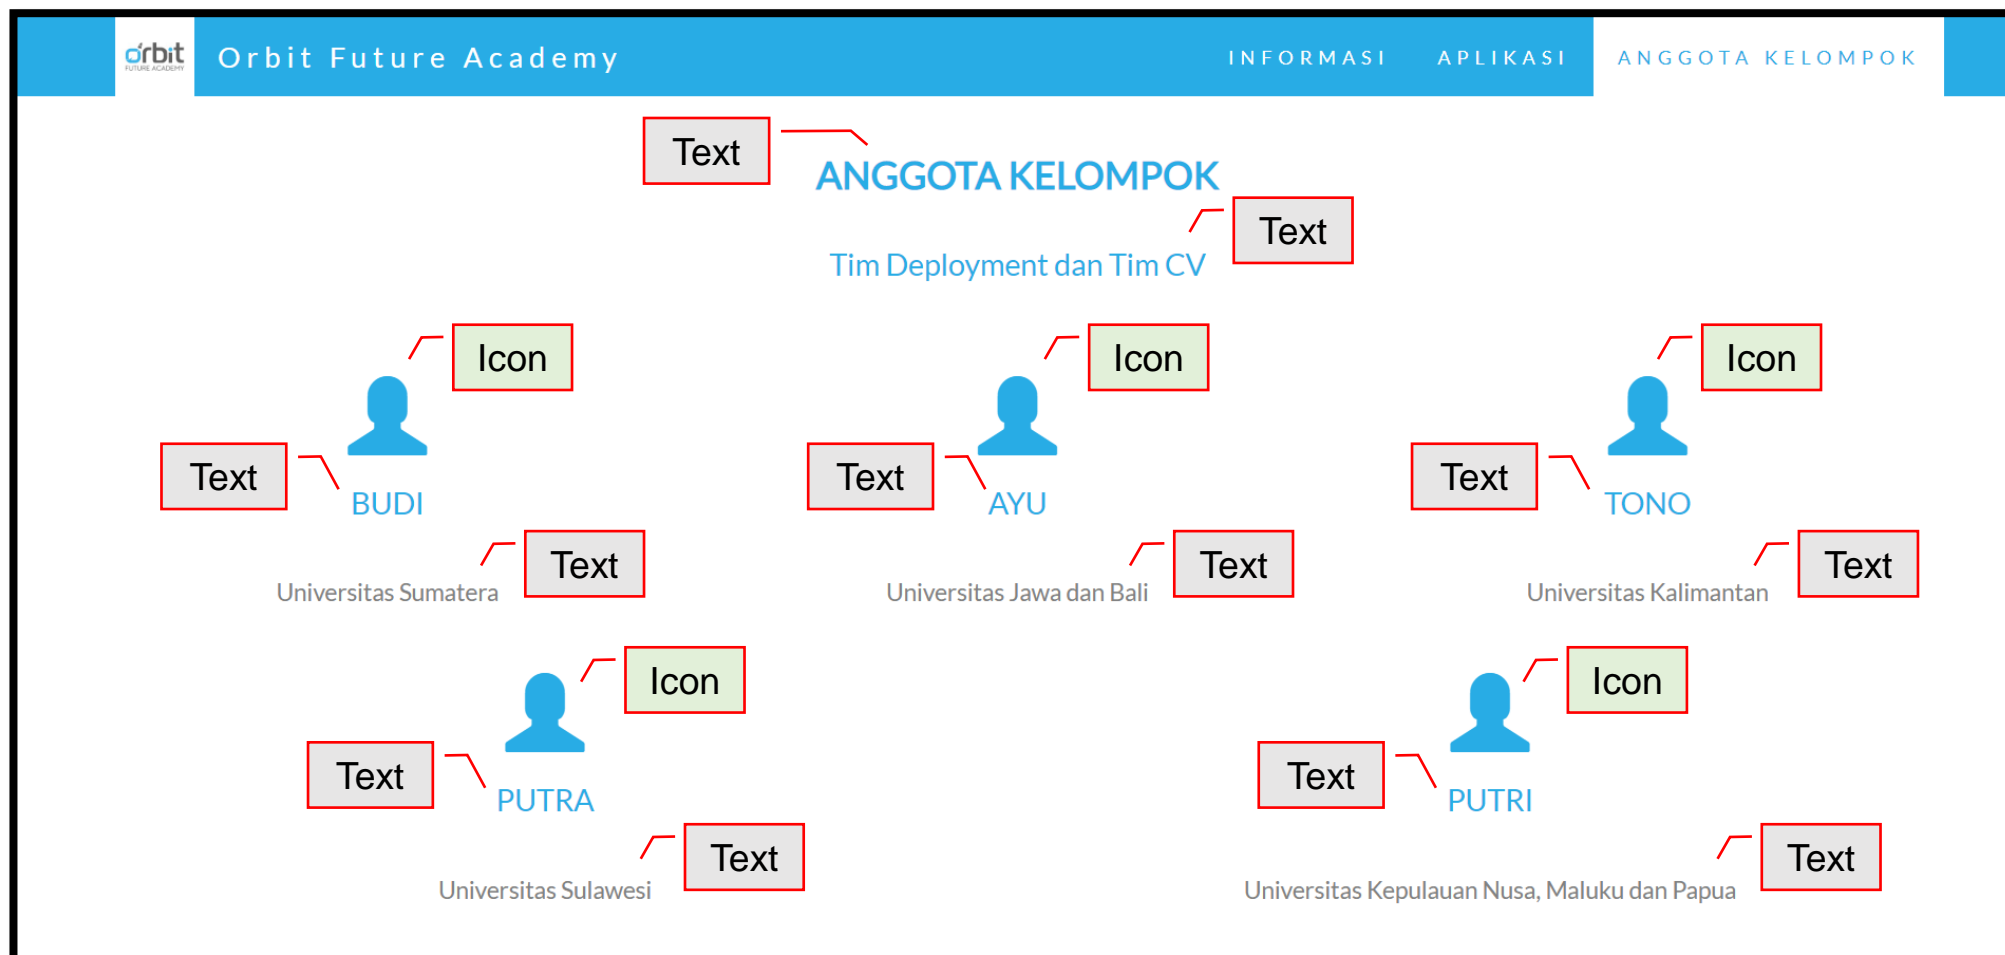 orbit
FUTURE ACADEMY
Orbit Future Academy
INFORMASI
APLIKASI
ANGGOTA KELOMPOK
Text
ANGGOTA KELOMPOK
Text
Tim Deployment dan Tim CV
Icon
Icon
Icon
Text
BUDI
Text
AYU
Text
TONO
Text
Universitas Sumatera
Text
Universitas Jawa dan Bali
Text
Universitas Kalimantan
Icon
Icon
Text
PUTRA
Text
PUTRI
Text
Universitas Sulawesi
Text
Universitas Kepulauan Nusa, Maluku dan Papua